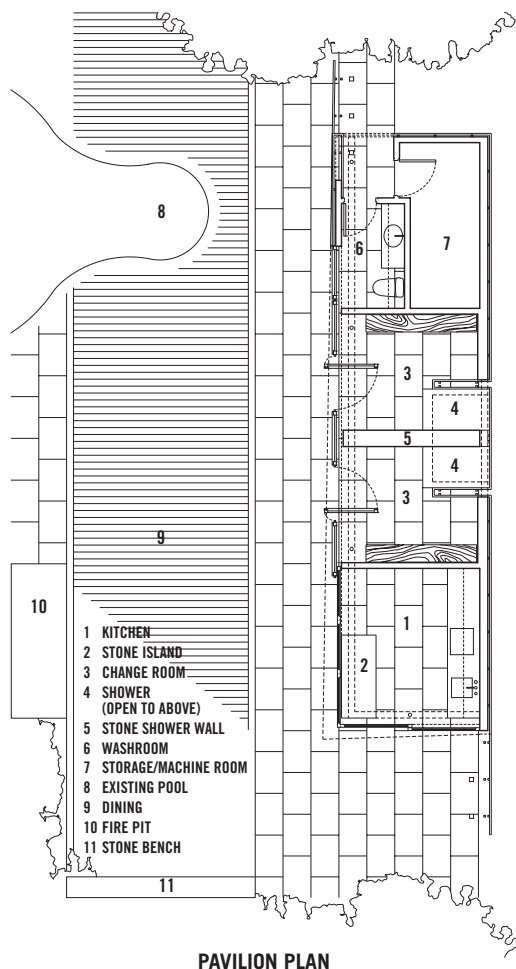 8
6
7
3
4
5
4
3
9
10
1
2
1 KITCHEN
2 STONE ISLAND
3 CHANGE ROOM
4 SHOWER
(OPEN TO ABOVE)
5 STONE SHOWER WALL
6 WASHROOM
7 STORAGE/MACHINE ROOM
8 EXISTING POOL
9 DINING
10 FIRE PIT
11 STONE BENCH
11
PAVILION PLAN